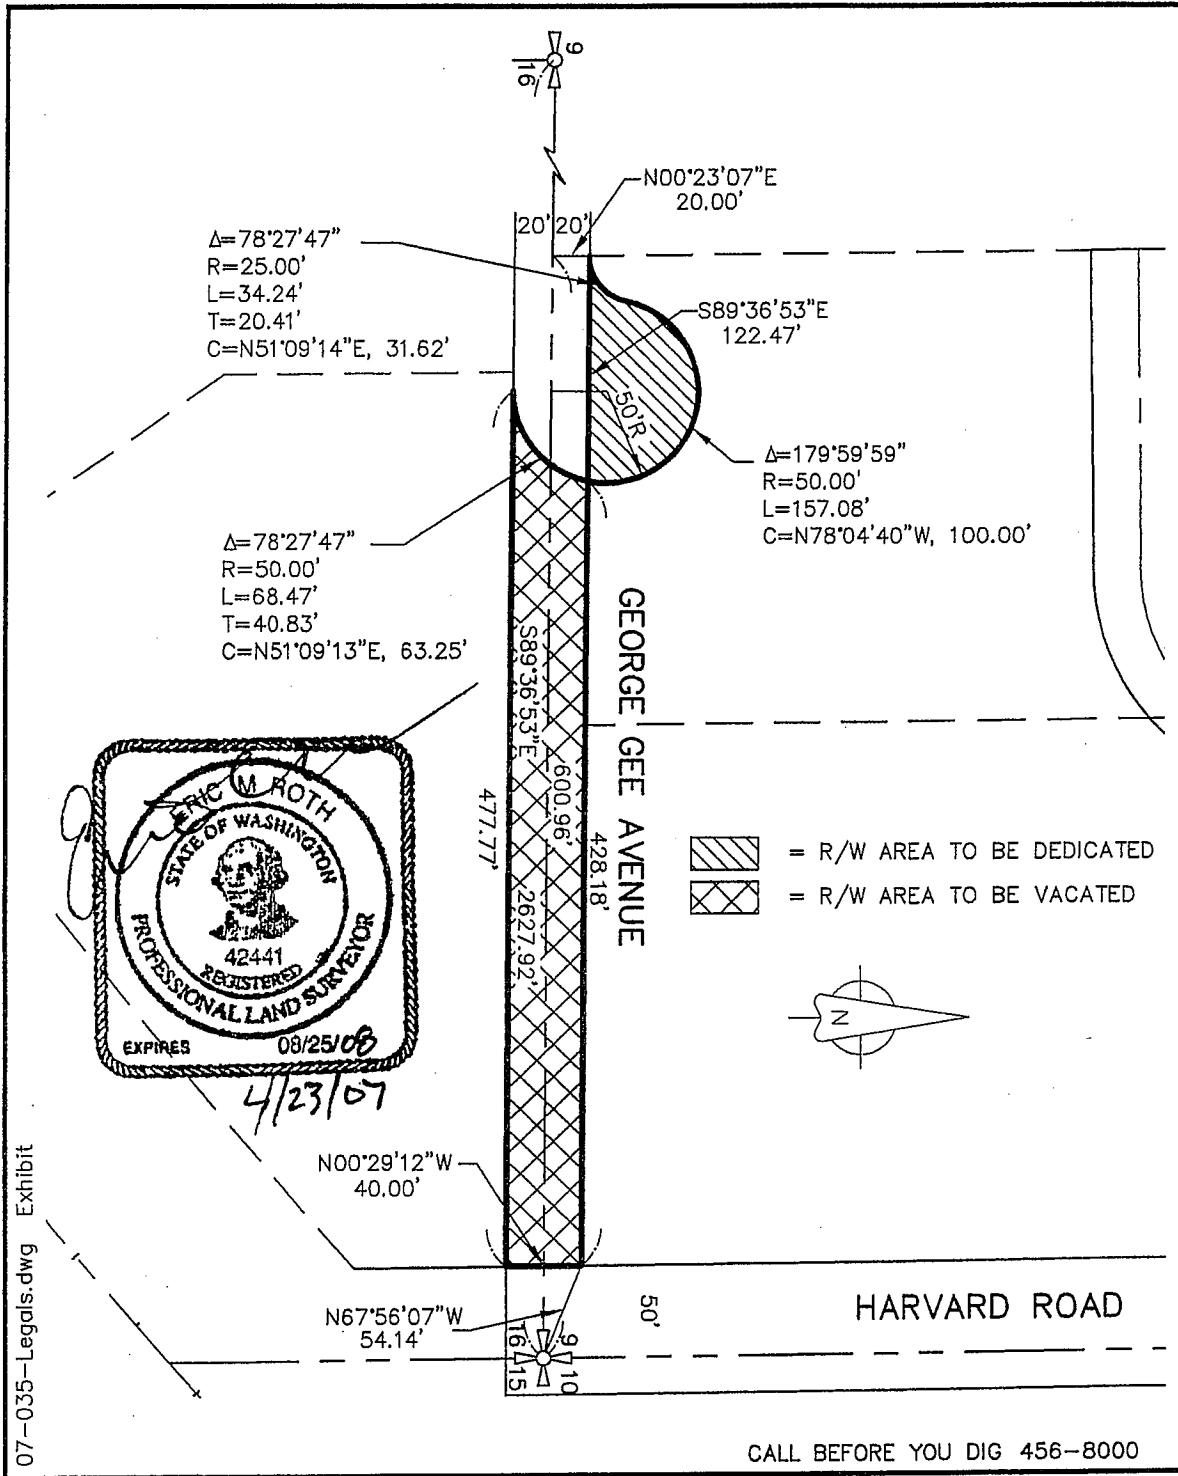 9
16
N00°23'07"E
20.00'
20' 20'
Δ=78°27'47"
R=25.00'
L=34.24'
T=20.41'
C=N51°09'14"E, 31.62'
S89°36'53"E
122.47'
50'R
Δ=179°59'59"
R=50.00'
L=157.08'
C=N78°04'40"W, 100.00'
Δ=78°27'47"
R=50.00'
L=68.47'
T=40.83'
C=N51°09'13"E, 63.25'
GEORGE GEE AVENUE
S89°36'53"E
600.96'
2627.92'
477.77'
428.18'
= R/W AREA TO BE DEDICATED
= R/W AREA TO BE VACATED
N
ERIC M ROTH
STATE OF WASHINGTON
42441
REGISTERED
PROFESSIONAL LAND SURVEYOR
EXPIRES 08/25/08
4/23/07
N00°29'12"W
40.00'
N67°56'07"W
54.14'
50'
HARVARD ROAD
16 9
15 10
07-035-Legals.dwg Exhibit
CALL BEFORE YOU DIG 456-8000